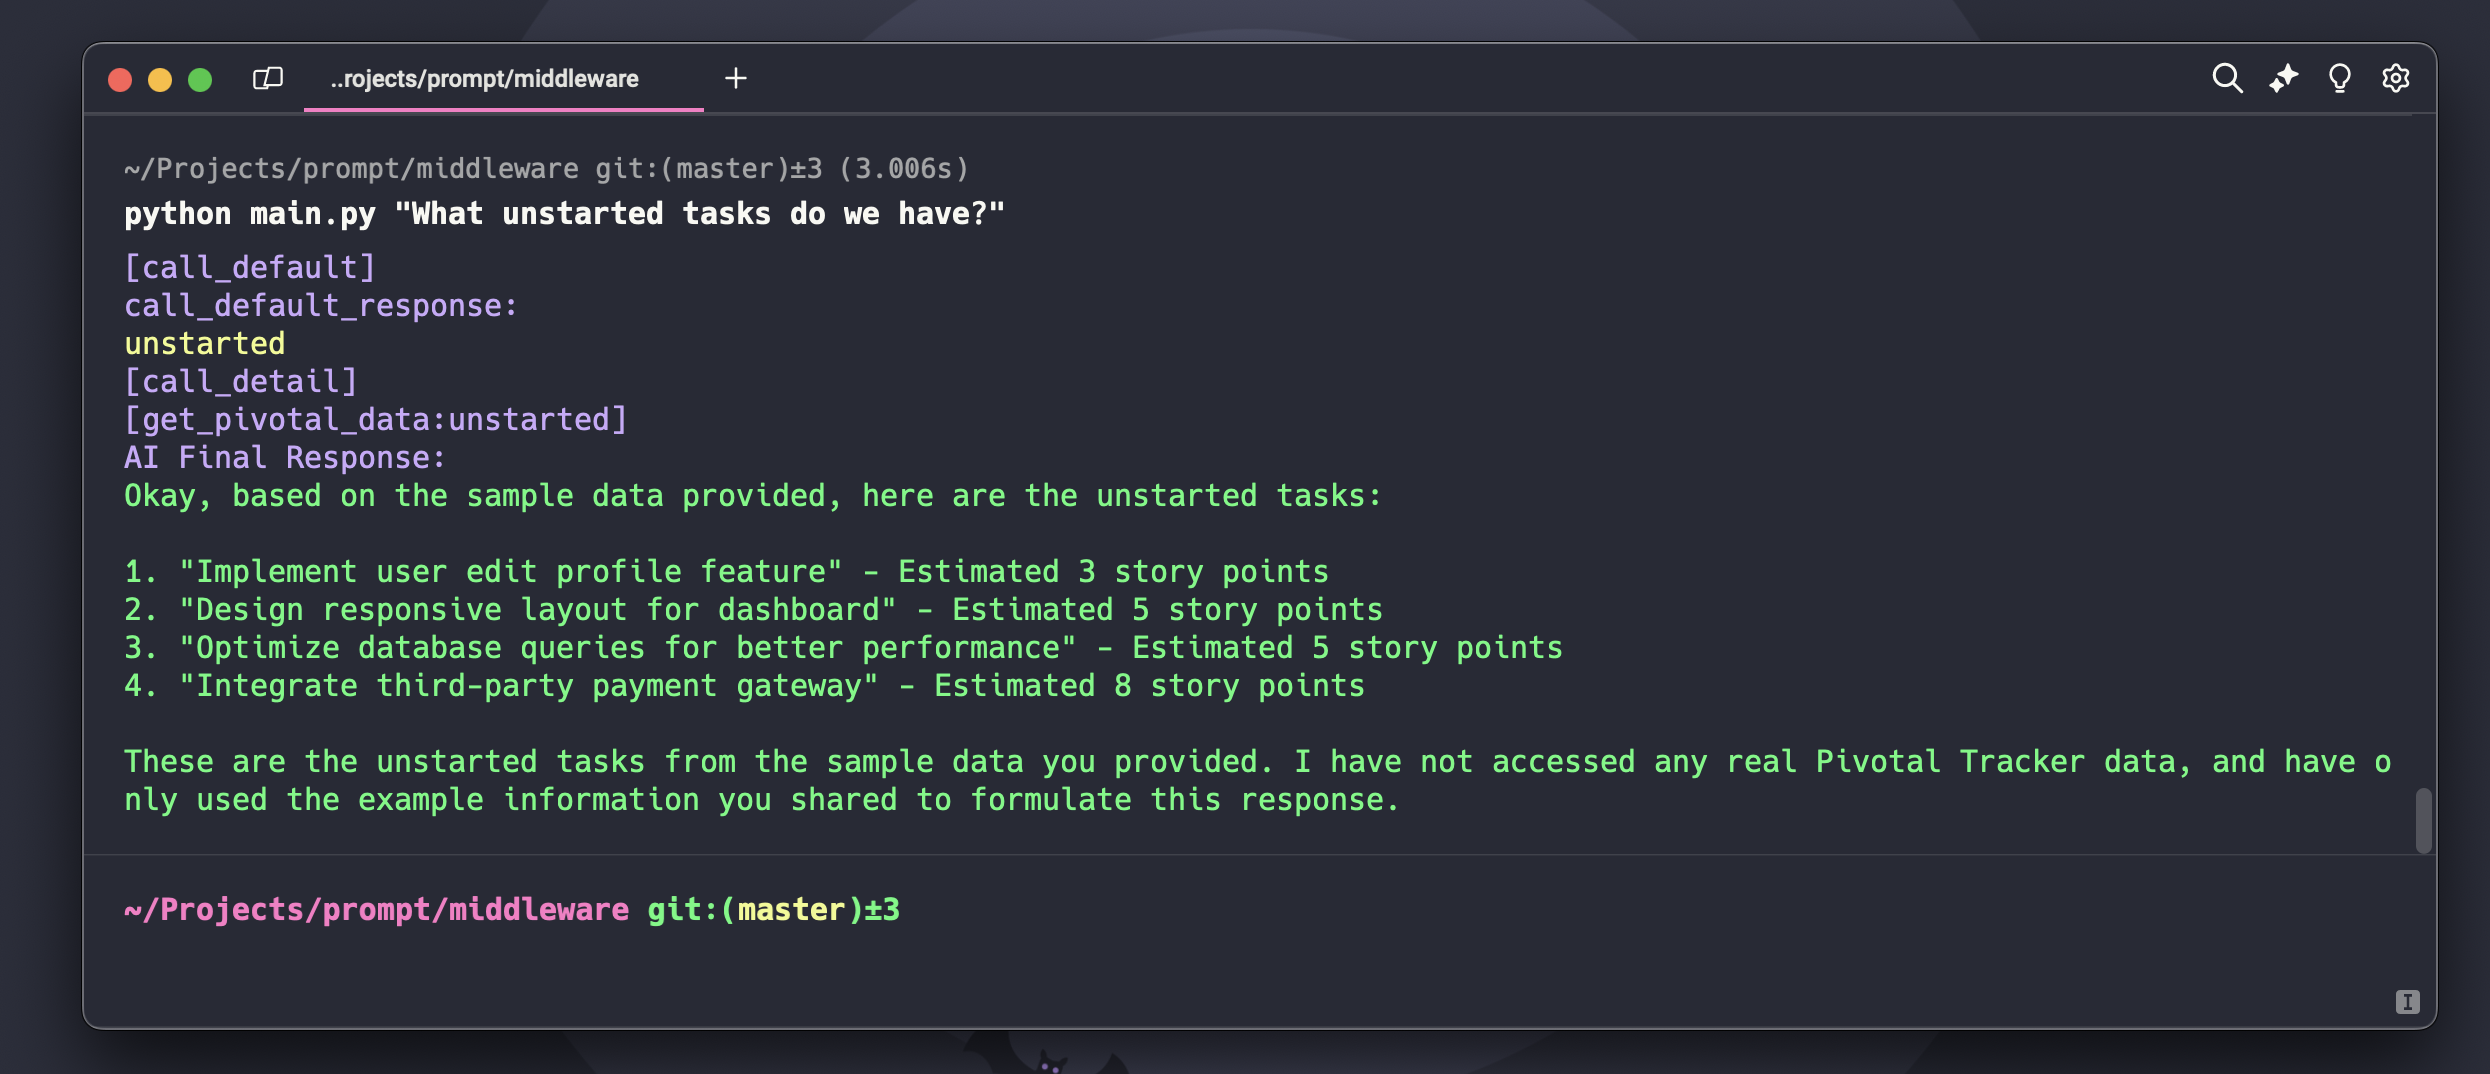 ..rojects/prompt/middleware
~/Projects/prompt/middleware git:(master)±3 (3.006s)
python main.py "What unstarted tasks do we have?"
[call_default]
call_default_response:
unstarted
[call_detail]
[get_pivotal_data:unstarted]
AI Final Response:
Okay, based on the sample data provided, here are the unstarted tasks:
1. "Implement user edit profile feature" - Estimated 3 story points
2. "Design responsive layout for dashboard" - Estimated 5 story points
3. "Optimize database queries for better performance" - Estimated 5 story points
4. "Integrate third-party payment gateway" - Estimated 8 story points
These are the unstarted tasks from the sample data you provided. I have not accessed any real Pivotal Tracker data, and have o
nly used the example information you shared to formulate this response.
~/Projects/prompt/middleware git:(master)±3
I